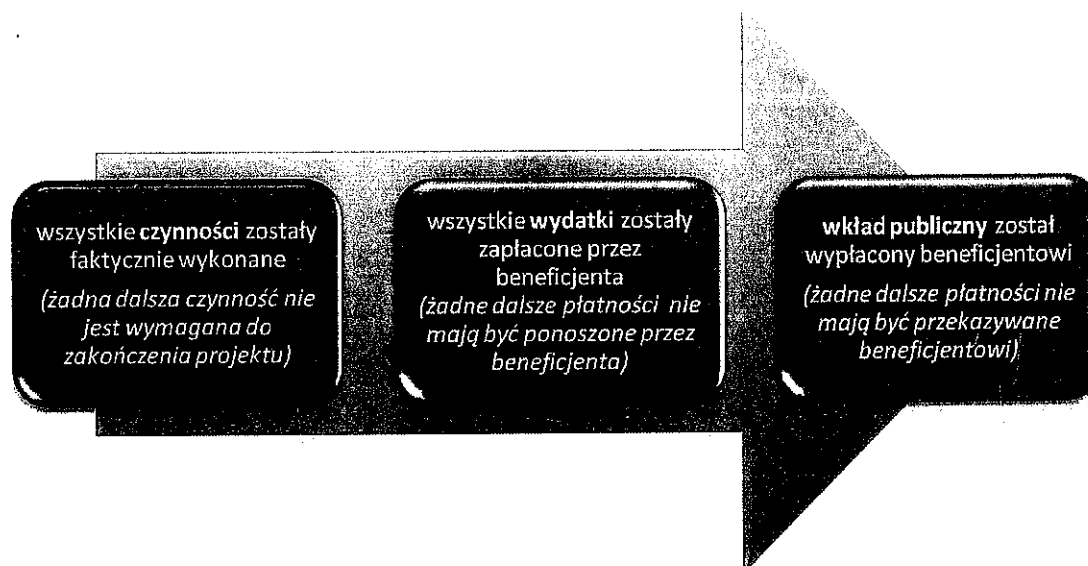 wszystkie czynności zostały
faktycznie wykonane
(żadna dalsza czynność nie
jest wymagana do
zakończenia projektu)
wszystkie wydatki zostały
zapłacone przez
beneficjenta
(żadne dalsze płatności nie
mają być ponoszone przez
beneficjenta)
wkład publiczny został
wypłacony beneficjentowi
(żadne dalsze płatności nie
mają być przekazywane
beneficjentowi)